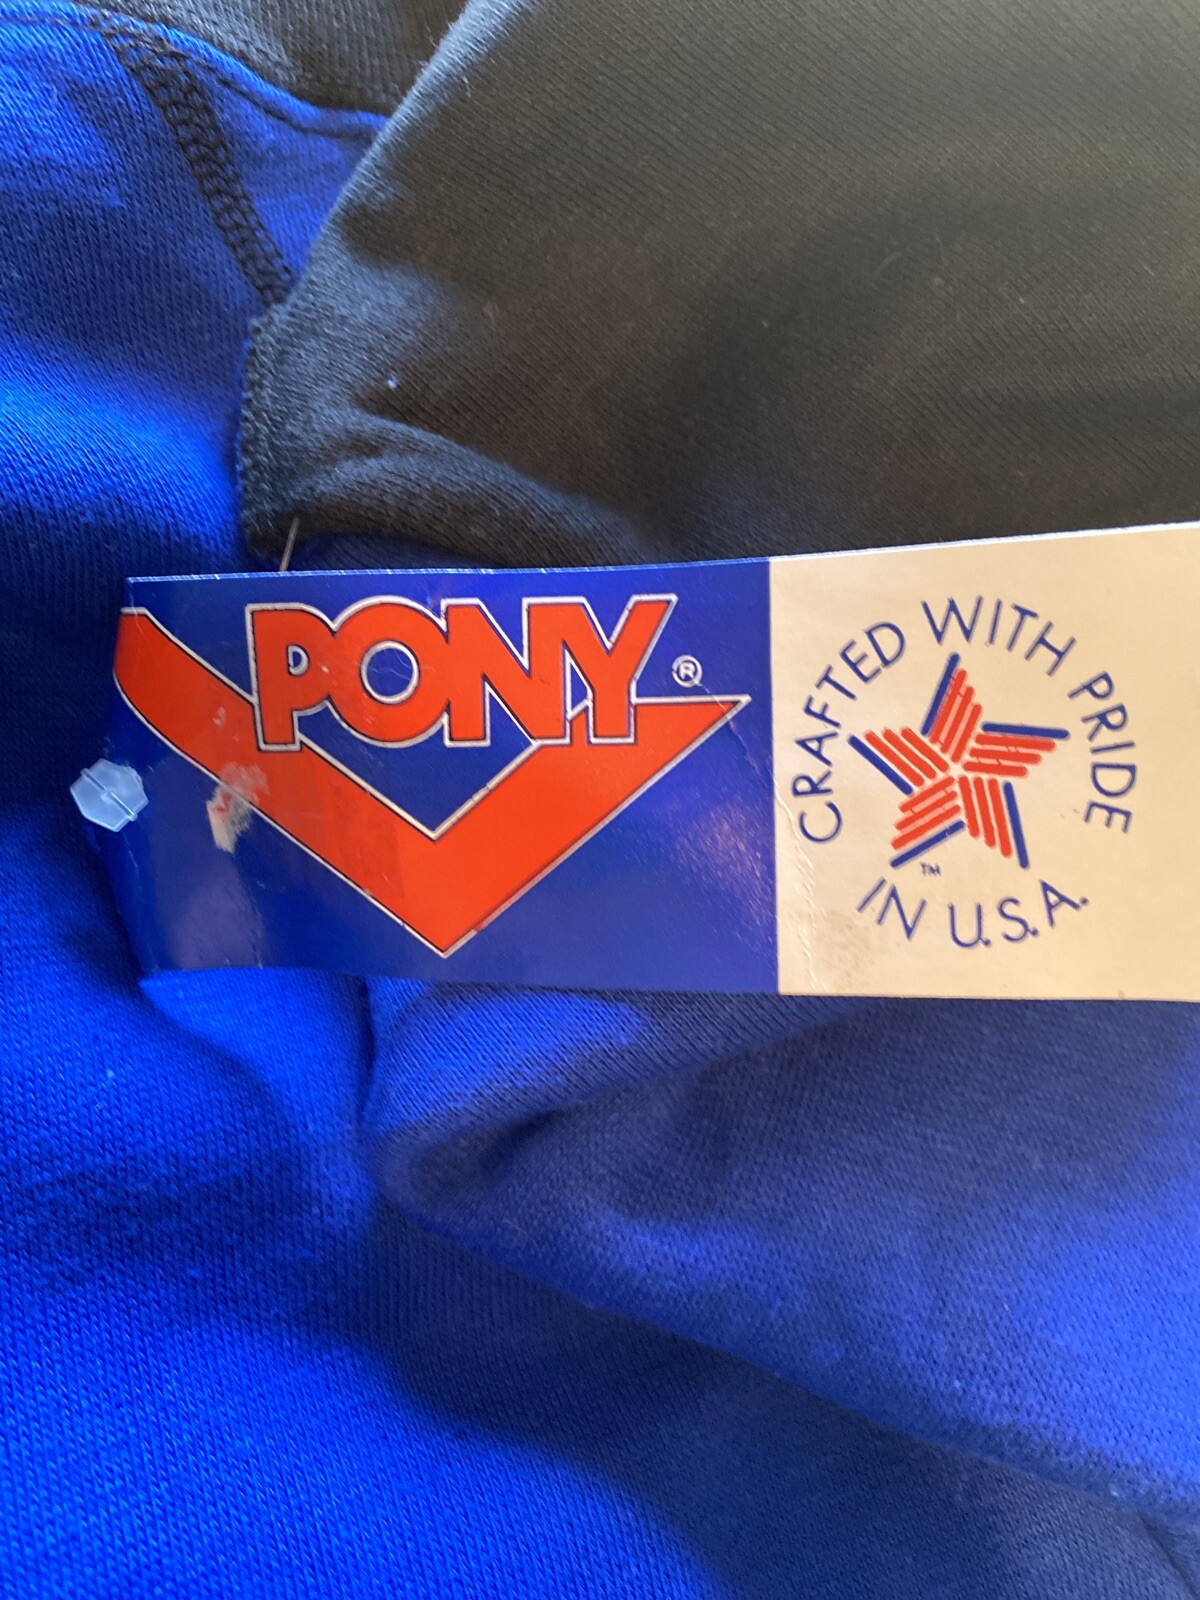 PONY®
CRAFTED WITH PRIDE
IN U.S.A.
™